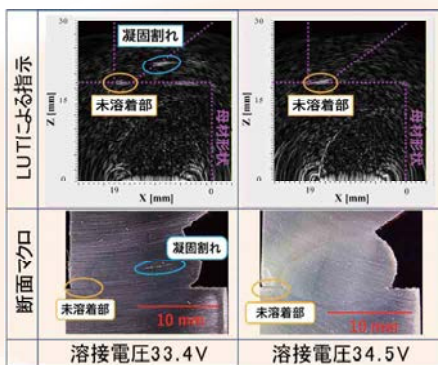 LUTによる指示
30
凝固割れ
未溶着部
15
Z [mm]
母材形状
0
19
0
X [mm]
30
未溶着部
15
Z [mm]
母材形状
0
19
0
X [mm]
断面マクロ
凝固割れ
未溶着部
10 mm
未溶着部
10 mm
溶接電圧33.4V
溶接電圧34.5V